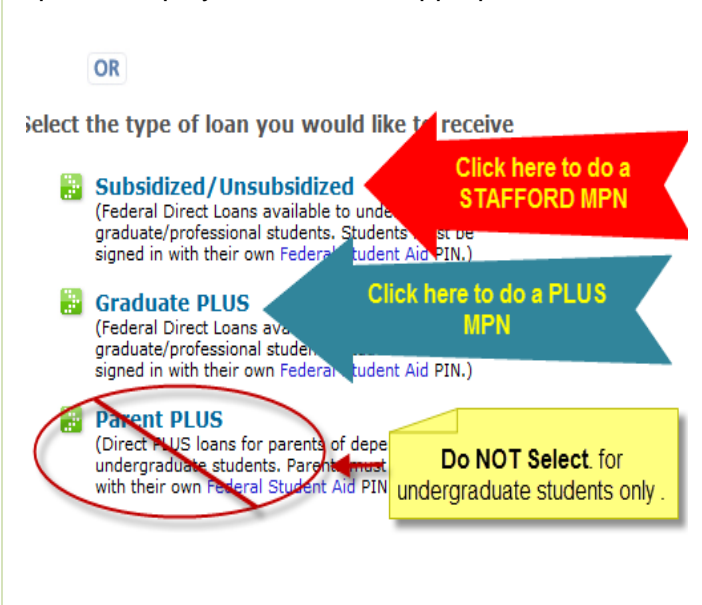 OR
Select the type of loan you would like to receive
Click here to do a
STAFFORD MPN
Subsidized/Unsubsidized
(Federal Direct Loans available to
graduate/professional students. Students must be
signed in with their own Federal Student Aid PIN.)
Click here to do a PLUS
MPN
Graduate PLUS
(Federal Direct Loans
graduate/professional
signed in with their own Federal Student Aid PIN.)
Parent PLUS
(Direct PLUS loans for parents of
undergraduate students. Parents must
with their own Federal Student Aid PIN
Do NOT Select. for
undergraduate students only .